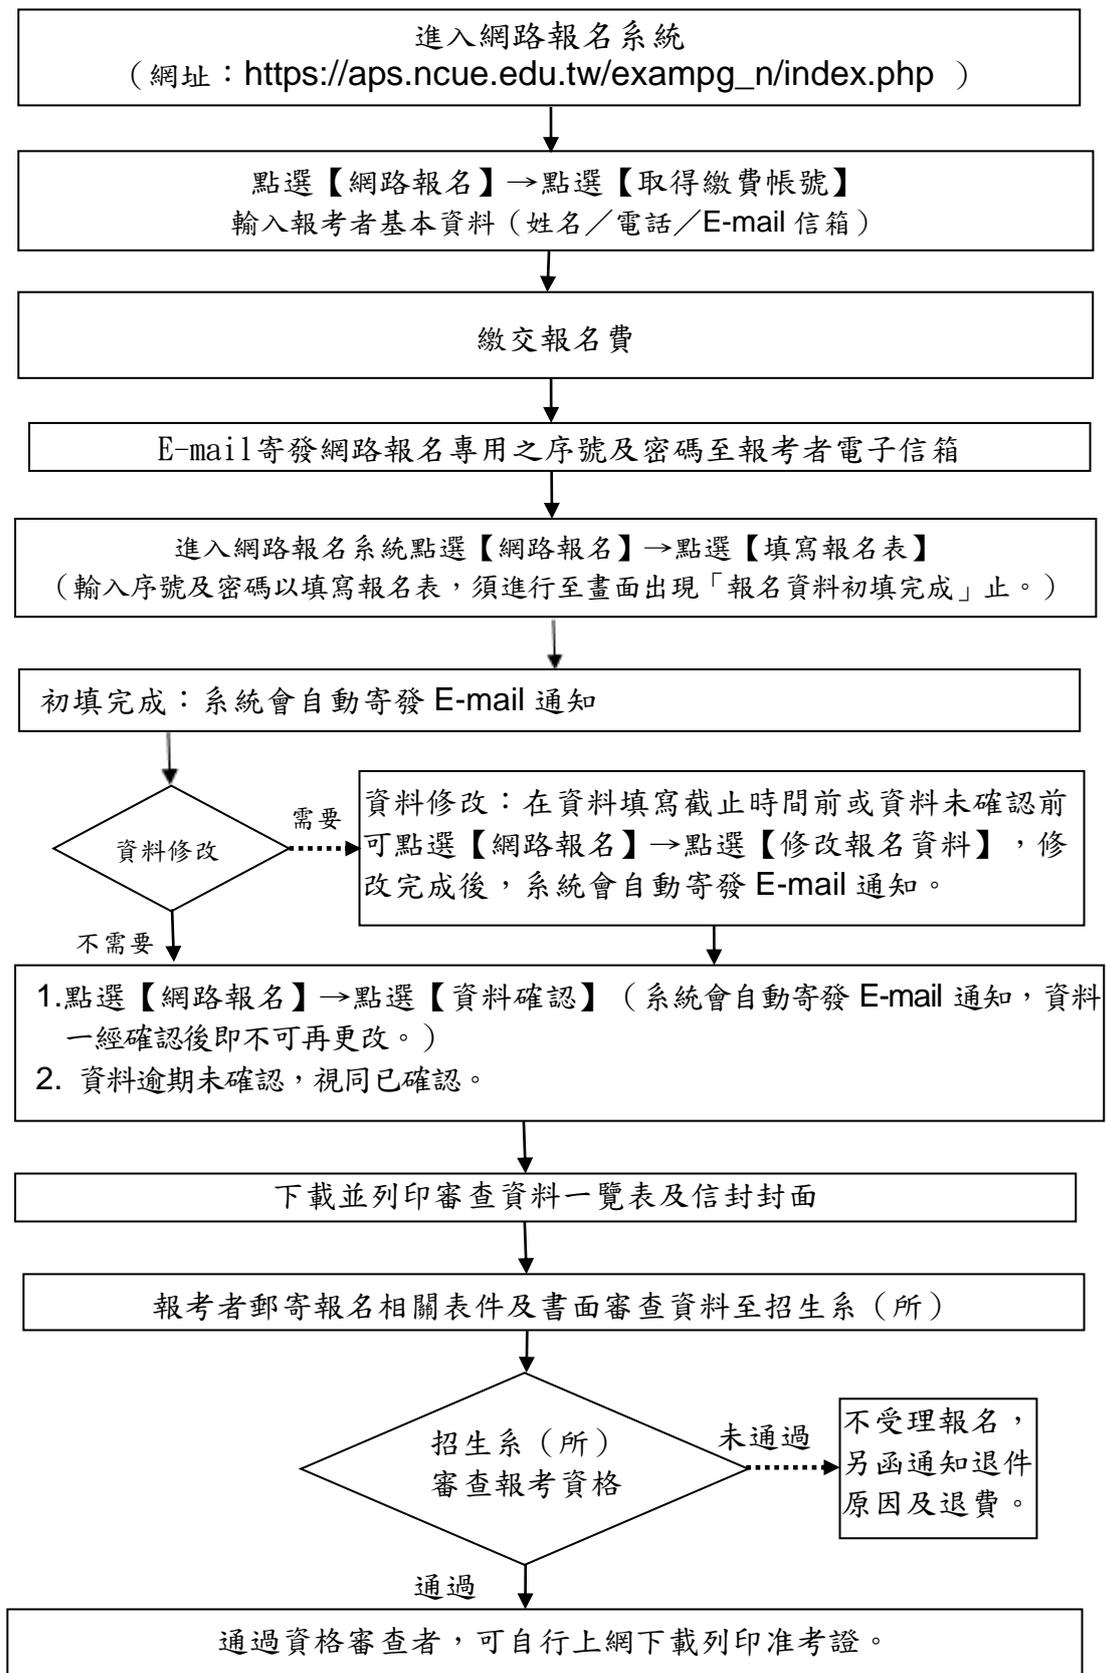 進入網路報名系統
（網址：https://aps.ncue.edu.tw/exampg_n/index.php ）
點選【網路報名】→點選【取得繳費帳號】
輸入報考者基本資料（姓名／電話／E-mail 信箱）
繳交報名費
E-mail寄發網路報名專用之序號及密碼至報考者電子信箱
進入網路報名系統點選【網路報名】→點選【填寫報名表】
（輸入序號及密碼以填寫報名表，須進行至畫面出現「報名資料初填完成」止。）
初填完成：系統會自動寄發 E-mail 通知
資料修改
需要
資料修改：在資料填寫截止時間前或資料未確認前
可點選【網路報名】→點選【修改報名資料】，修
改完成後，系統會自動寄發 E-mail 通知。
不需要
1.點選【網路報名】→點選【資料確認】（系統會自動寄發 E-mail 通知，資料
一經確認後即不可再更改。）
2. 資料逾期未確認，視同已確認。
下載並列印審查資料一覽表及信封封面
報考者郵寄報名相關表件及書面審查資料至招生系（所）
招生系（所）
審查報考資格
未通過
不受理報名，
另函通知退件
原因及退費。
通過
通過資格審查者，可自行上網下載列印准考證。